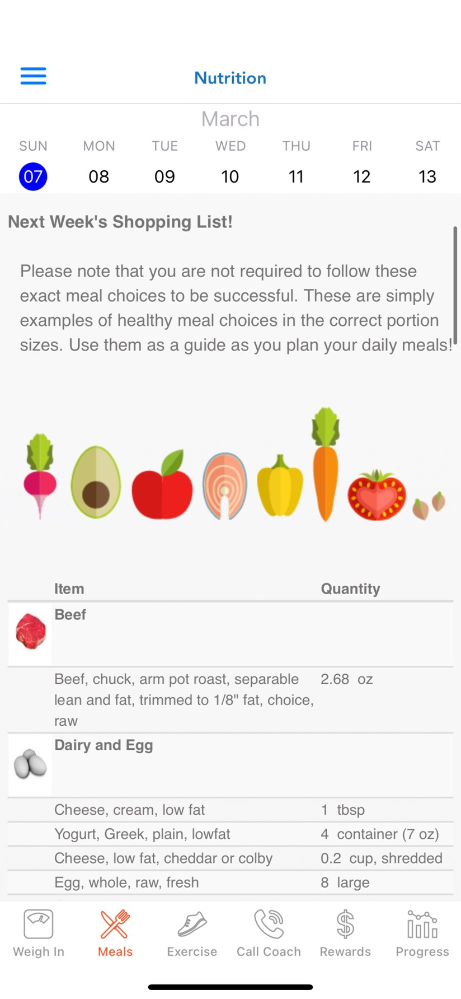 Nutrition
March
SUN MON TUE WED THU FRI SAT
07 08 09 10 11 12 13
Next Week's Shopping List!
Please note that you are not required to follow these
exact meal choices to be successful. These are simply
examples of healthy meal choices in the correct portion
sizes. Use them as a guide as you plan your daily meals!
Item Quantity
Beef
Beef, chuck, arm pot roast, separable 2.68 oz
lean and fat, trimmed to 1/8" fat, choice,
raw
Dairy and Egg
Cheese, cream, low fat 1 tbsp
Yogurt, Greek, plain, lowfat 4 container (7 oz)
Cheese, low fat, cheddar or colby 0.2 cup, shredded
Egg, whole, raw, fresh 8 large
Weigh In Meals Exercise Call Coach Rewards Progress